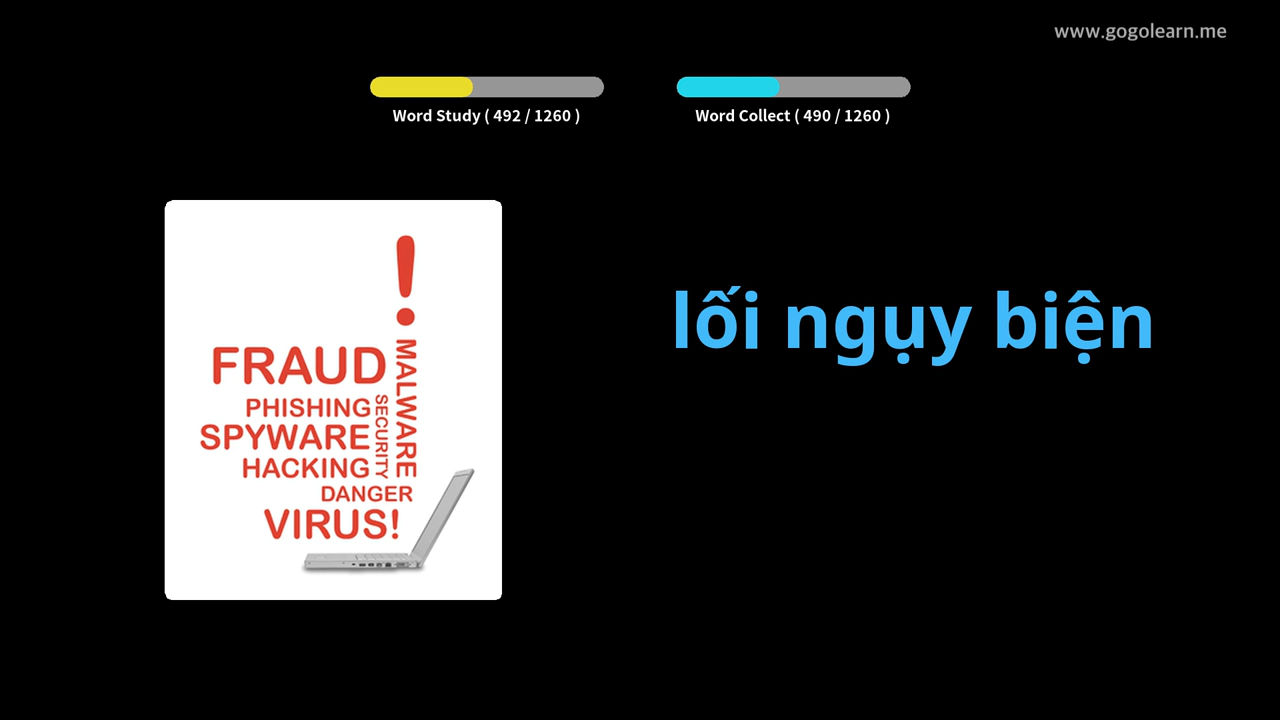 www.gogolearn.me
Word Study ( 492 / 1260 )
Word Collect ( 490 / 1260 )
lối ngụy biện
!
FRAUD
MALWARE
PHISHING
SECURITY
SPYWARE
HACKING
DANGER
VIRUS!